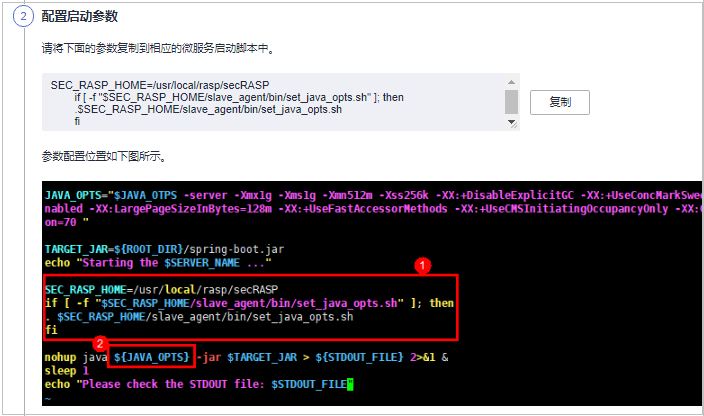 2 配置启动参数
请将下面的参数复制到相应的微服务启动脚本中。
SEC_RASP_HOME=/usr/local/rasp/secRASP
if [ -f "$SEC_RASP_HOME/slave_agent/bin/set_java_opts.sh" ]; then
.$SEC_RASP_HOME/slave_agent/bin/set_java_opts.sh
fi
复制
参数配置位置如下图所示。
JAVA_OPTS="$JAVA_OTPS -server -Xmx1g -Xms1g -Xmn512m -Xss256k -XX:+DisableExplicitGC -XX:+UseConcMarkSwee
nabled -XX:LargePageSizeInBytes=128m -XX:+UseFastAccessorMethods -XX:+UseCMSInitiatingOccupancyOnly -XX:
on=70 "
TARGET_JAR=${ROOT_DIR}/spring-boot.jar
echo "Starting the $SERVER_NAME ..."
1
SEC_RASP_HOME=/usr/local/rasp/secRASP
if [ -f "$SEC_RASP_HOME/slave_agent/bin/set_java_opts.sh" ]; then
. $SEC_RASP_HOME/slave_agent/bin/set_java_opts.sh
fi
2
nohup java ${JAVA_OPTS} -jar $TARGET_JAR > ${STDOUT_FILE} 2>&1 &
sleep 1
echo "Please check the STDOUT file: $STDOUT_FILE"
~